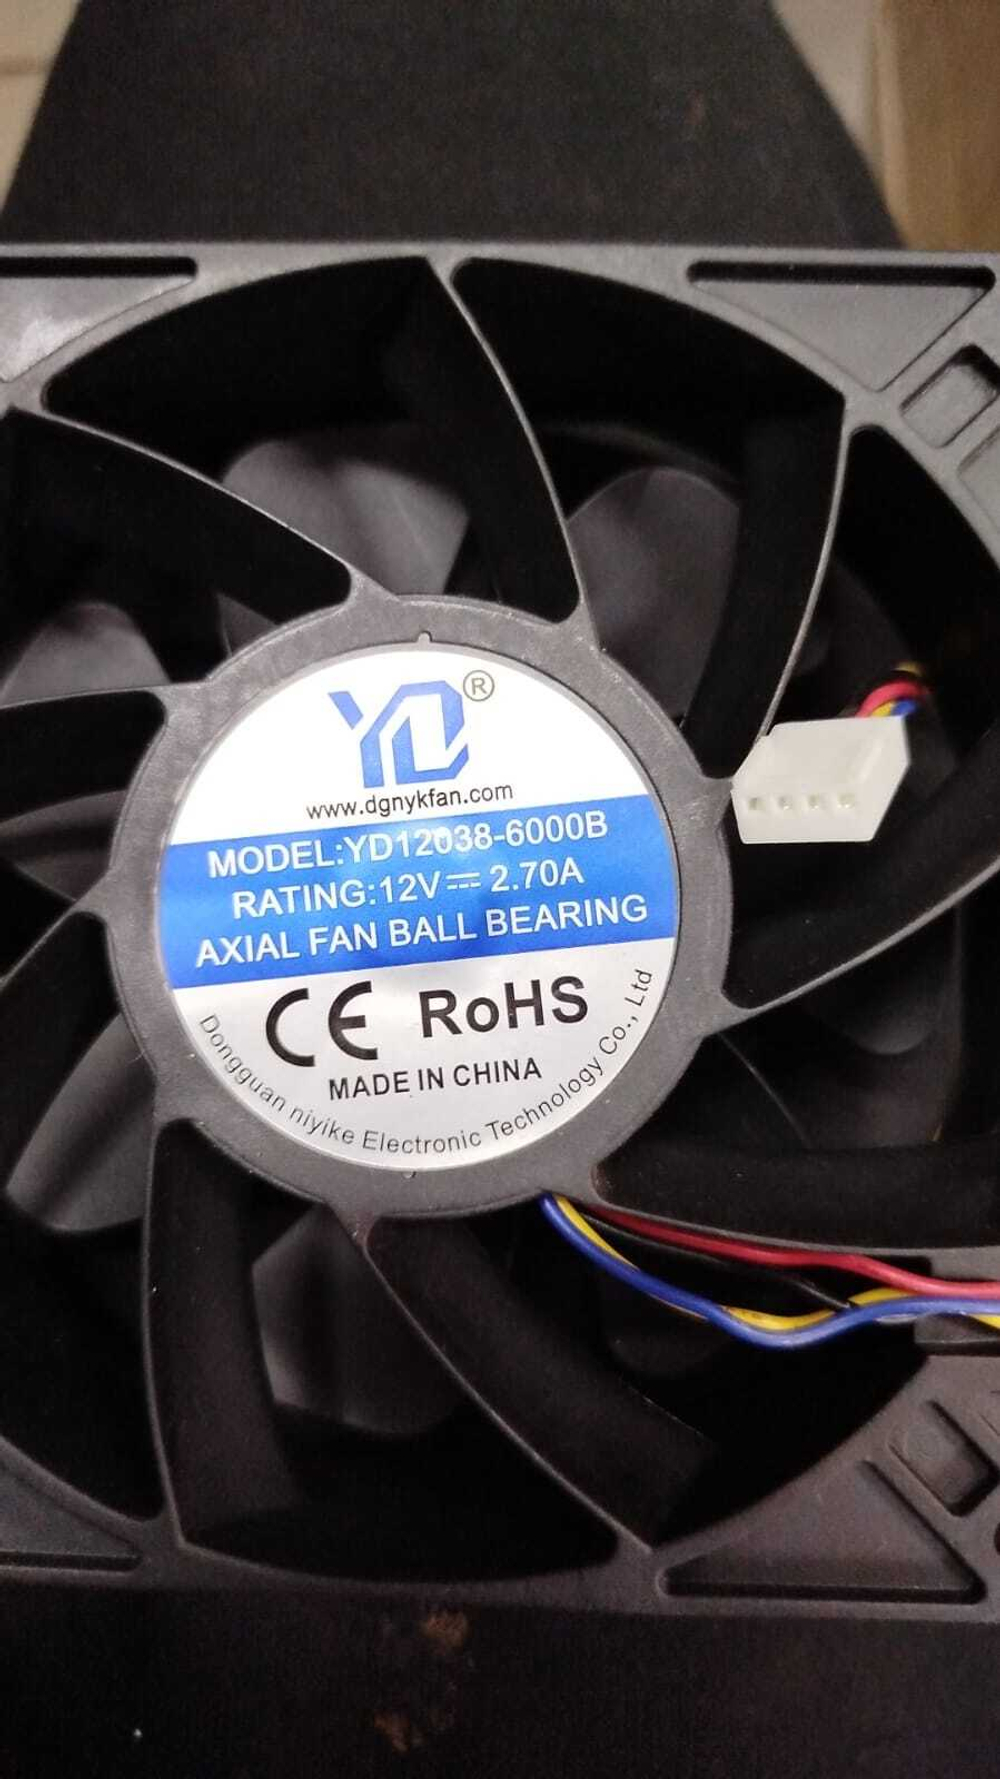 YD®
www.dgnykfan.com
MODEL:YD12038-6000B
RATING:12V⎓2.70A
AXIAL FAN BALL BEARING
CE RoHS
MADE IN CHINA
Dongguan niyike Electronic Technology Co., Ltd